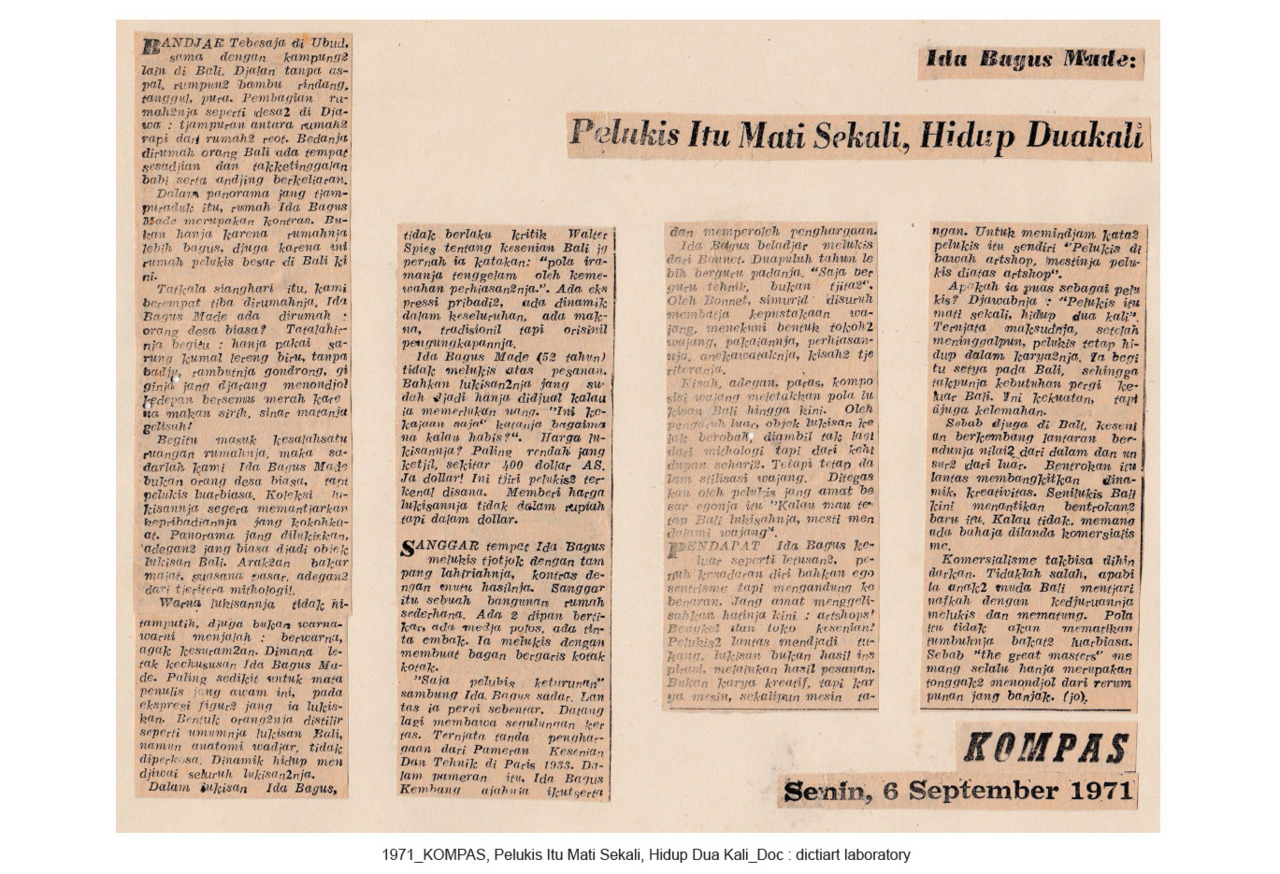 Ida Bagus Made:
Pelukis Itu Mati Sekali, Hidup Duakali
BANDJAR Tebesaja di Ubud,
sama dengan kampung2
lain di Bali. Djalan tanpa as-
pal, rumpun2 bambu rindang,
tanggul, pura. Pembagian ru-
mah2nja seperti desa2 di Dja-
wa : tjampuran antara rumah2
rapi dari rumah2 reot. Bedanja
dirumah orang Bali ada tempat
sesadjian dan takketinggalan
babi serta andjing berkeliaran.
Dalam panorama jang tjam-
puraduk itu, rumah Ida Bagus
Made merupakan kontras. Bu-
kan hanja karena rumahnja
lebih bagus, djuga karena ini
rumah pelukis besar di Bali ki
ni.
Tatkala sianghari itu, kami
berempat tiba dirumahnja, Ida
Bagus Made ada dirumah :
orang desa biasa? Tatalahir-
nja begitu : hanja pakai sa-
rung kumal lereng biru, tanpa
badju, rambutnja gondrong, gi
ginja jang djarang menondjol
kedepan bersemu merah kare
na makan sirih, sinar matanja
gelisah!
Begitu masuk kesalahsatu
ruangan rumahnja, maka sa-
darlah kami Ida Bagus Made
bukan orang desa biasa, tapi
pelukis luarbiasa. Koleksi lu-
kisannja segera memantjarkan
kepribadiannja jang kokohku-
at. Panorama jang dilukiskan,
adegan2 jang biasa djadi objek
lukisan Bali. Arak2an bakar
majat, suasana pasar, adegan2
dari tjeritera mithologi.
Warna lukisannja tidak hi-
tamputih, djuga bukan warna-
warni menjalah : berwarna,
agak kesuram2an. Dimana le-
tak kechususan Ida Bagus Ma-
de. Paling sedikit untuk mata
penulis jang awam ini, pada
ekspresi figur2 jang ia lukis-
kan. Bentuk orang2nja distilir
seperti umumnja lukisan Bali,
namun anatomi wadjar, tidak
diperkosa. Dinamik hidup men
djiwai seluruh lukisan2nja.
Dalam lukisan Ida Bagus,
tidak berlaku kritik Walter
Spies tentang kesenian Bali jg
pernah ia katakan: "pola ira-
manja tenggelam oleh keme-
wahan perhiasan2nja.". Ada eks
pressi pribadi2, ada dinamik
dalam keseluruhan, ada mak-
na, tradisionil tapi orisinil
pengungkapannja.
Ida Bagus Made (52 tahun)
tidak melukis atas pesanan.
Bahkan lukisan2nja jang su-
dah djadi hanja didjual kalau
ia memerlukan uang. "Ini ke-
kajaan saja" katanja bagaima
na kalau habis?". Harga lu-
kisannja? Paling rendah jang
ketjil, sekitar 400 dollar AS.
Ja dollar! Ini tjiri pelukis2 ter-
kenal disana. Memberi harga
lukisannja tidak dalam rupiah
tapi dalam dollar.
SANGGAR tempat Ida Bagus
melukis tjotjok dengan tam
pang lahiriahnja, kontras de-
ngan mutu hasilnja. Sanggar
itu sebuah bangunan rumah
sederhana. Ada 2 dipan berti-
kar, ada medja polos, ada tin-
ta embak. Ia melukis dengan
membuat bagan bergaris kotak
kotak.
"Saja pelukis keturunan"
sambung Ida Bagus sadar. Lan
tas ia pergi sebentar. Datang
lagi membawa segulungan ker
tas. Ternjata tanda penghar-
gaan dari Pameran Kesenian
Dan Tehnik di Paris 1933. Da-
lam pameran itu, Ida Bagus
Kembang ajahnja ikutserta
dan memperoleh penghargaan.
Ida Bagus beladjar melukis
dari Bonnet. Duapuluh tahun le
bih berguru padanja. "Saja ber
guru tehnik, bukan tjita2".
Oleh Bonnet, simurid disuruh
membatja kepustakaan wa-
jang, menekuni bentuk tokoh2
wajang, pakaiannja, perhiasan-
nja, anekawataknja, kisah2 tje
riteranja.
Kisah, adegan, paras, kompo
sisi wajang meletakkan pola lu
kisan Bali hingga kini. Oleh
pengaruh luar, objek lukisan ke
lak berobah, diambil tak lagi
dari mithologi tapi dari kehi
dupan sehari2. Tetapi tetap da
lam stilisasi wajang. Ditegas
kan oleh pelukis jang amat be
sar egonja itu "Kalau mau te-
tap Bali lukisahnja, mesti men
dalami wajang".
PENDAPAT Ida Bagus ke-
luar seperti letusan2, pe-
nuh kesadaran diri bahkan ego
sentrisme tapi mengandung ke
benaran. Jang amat menggeli-
sahkan hatinja kini : artshops!
Bengkel dan toko kesenian!
Pelukis2 lantas mendjadi tu-
kang, lukisan bukan hasil ins
pirasi, melainkan hasil pesanan.
Bukan karya kreatif, tapi kar
ya mesin, sekalipun mesin ta-
ngan. Untuk memindjam kata2
pelukis itu sendiri "Pelukis di
bawah artshop, mestinja pelu-
kis diatas artshop".
Apakah ia puas sebagai pelu
kis? Djawabnja : "Pelukis itu
mati sekali, hidup dua kali".
Ternjata maksudnja, setelah
meninggalpun, pelukis tetap hi-
dup dalam karya2nja. Ia begi
tu setya pada Bali, sehingga
takpunja kebutuhan pergi ke-
luar Bali. Ini kekuatan, tapi
djuga kelemahan.
Sebab djuga di Bali, keseni
an berkembang lantaran ber-
adunja nilai2 dari dalam dan un
sur2 dari luar. Bentrokan itu
lantas membangkitkan dina-
mik, kreativitas. Senilukis Bali
kini menantikan bentrokan2
baru itu. Kalau tidak, memang
ada bahaja dilanda komersialis
me.
Komersialisme takbisa dihin
darkan. Tidaklah salah, apabi
la anak2 muda Bali mentjari
nafkah dengan kedjuruannja
melukis dan mematung. Pola
itu tidak akan mematikan
tumbuhnja bakat2 luarbiasa.
Sebab "the great masters" me
mang selalu hanja merupakan
tonggak2 menondjol dari rerum
punan jang banjak. (jo).
KOMPAS
Senin, 6 September 1971
1971_KOMPAS, Pelukis Itu Mati Sekali, Hidup Dua Kali_Doc : dictiart laboratory